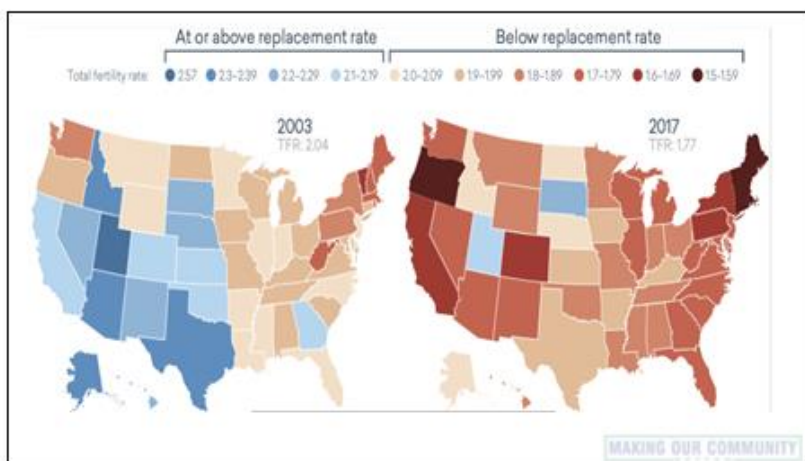 At or above replacement rate
Below replacement rate
Total fertility rate:
2.57
2.3-2.39
2.2-2.29
2.1-2.19
2.0-2.09
1.9-1.99
1.8-1.89
1.7-1.79
1.6-1.69
1.5-1.59
2003
TFR: 2.04
2017
TFR: 1.77
MAKING OUR COMMUNITY